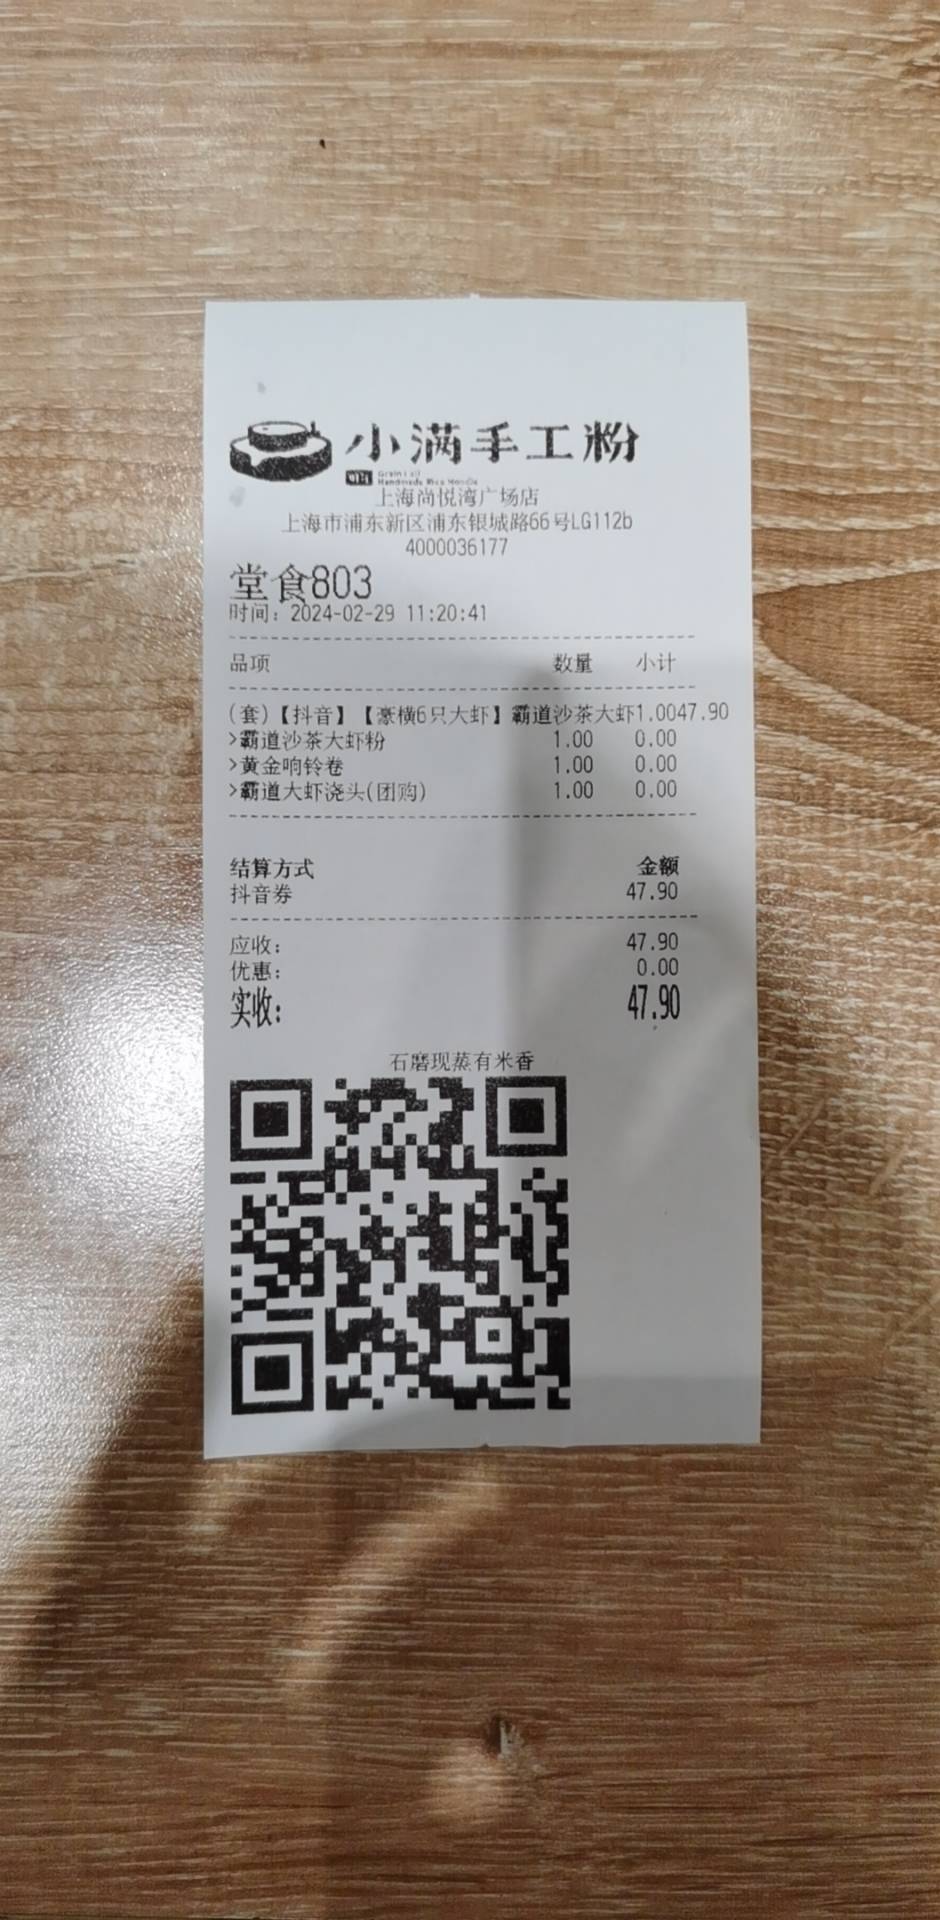 小满手工粉
Handmade Rice Noodle
上海尚悦湾广场店
上海市浦东新区浦东银城路66号LG112b
4000036177
堂食803
时间：2024-02-29 11:20:41
品项 数量 小计
(套)【抖音】【豪横6只大虾】霸道沙茶大虾1.0047.90
>霸道沙茶大虾粉 1.00 0.00
>黄金响铃卷 1.00 0.00
>霸道大虾浇头(团购) 1.00 0.00
结算方式 金额
抖音券 47.90
应收: 47.90
优惠: 0.00
实收: 47.90
石磨现蒸有米香